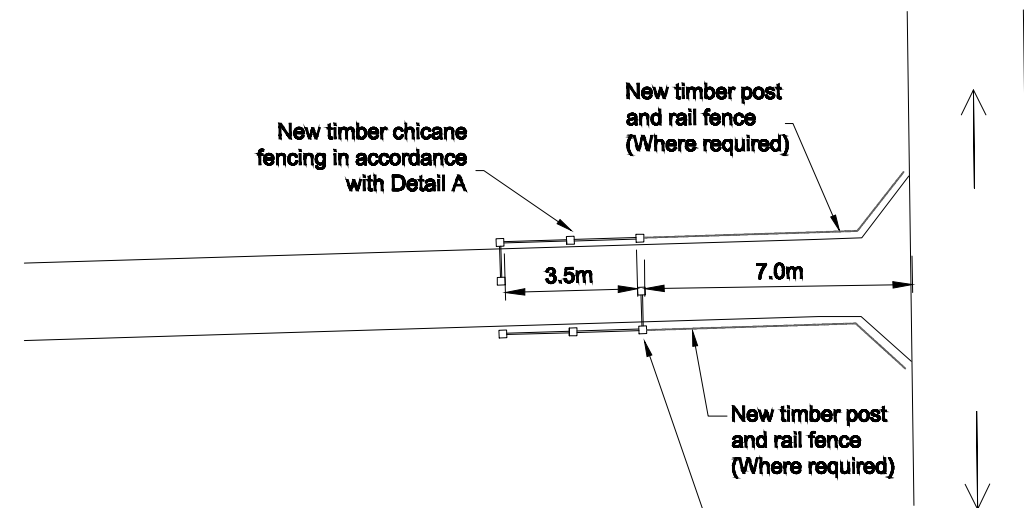 New timber post
and rail fence
(Where required)
New timber chicane
fencing in accordance
with Detail A
3.5m
7.0m
New timber post
and rail fence
(Where required)